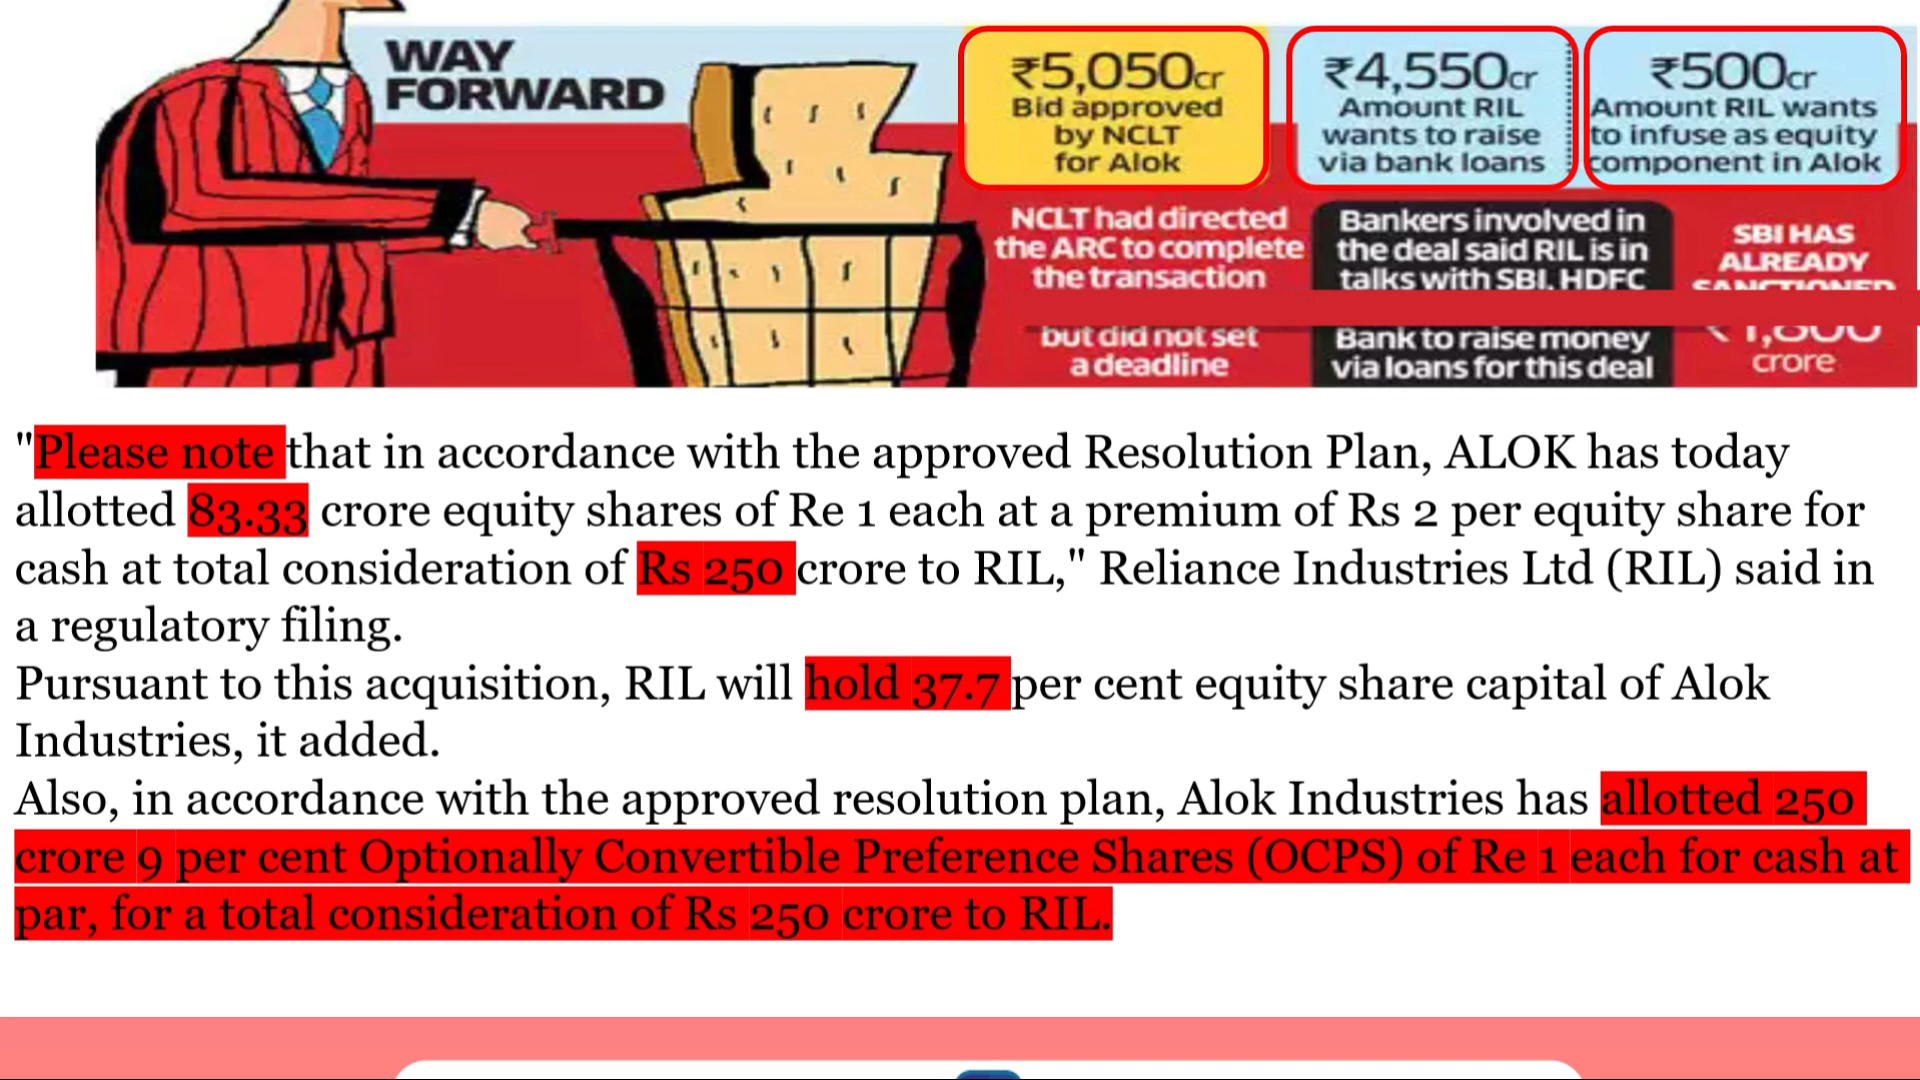 WAY
FORWARD
₹5,050cr
Bid approved
by NCLT
for Alok
₹4,550cr
Amount RIL
wants to raise
via bank loans
₹500cr
Amount RIL wants
to infuse as equity
component in Alok
NCLT had directed
the ARC to complete
the transaction
but did not set
a deadline
Bankers involved in
the deal said RIL is in
talks with SBI, HDFC
Bank to raise money
via loans for this deal
SBI HAS
ALREADY
SANCTIONED
crore
"Please note that in accordance with the approved Resolution Plan, ALOK has today
allotted 83.33 crore equity shares of Re 1 each at a premium of Rs 2 per equity share for
cash at total consideration of Rs 250 crore to RIL," Reliance Industries Ltd (RIL) said in
a regulatory filing.
Pursuant to this acquisition, RIL will hold 37.7 per cent equity share capital of Alok
Industries, it added.
Also, in accordance with the approved resolution plan, Alok Industries has allotted 250
crore 9 per cent Optionally Convertible Preference Shares (OCPS) of Re 1 each for cash at
par, for a total consideration of Rs 250 crore to RIL.